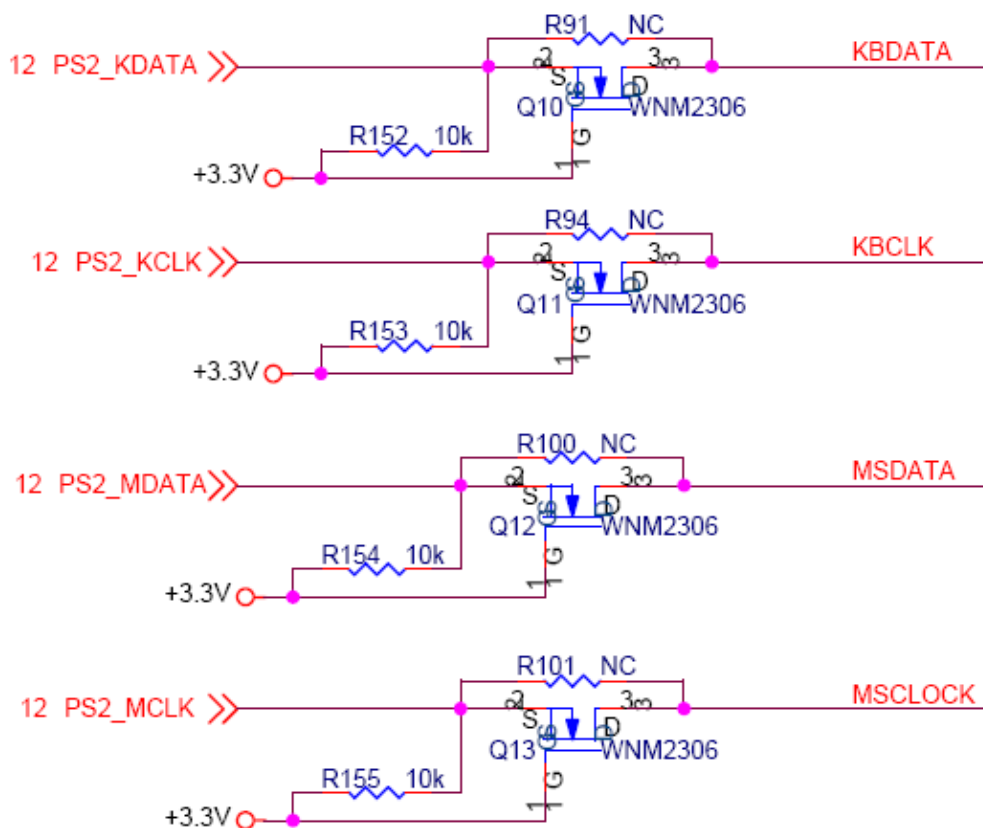 R91 NC
12 PS2_KDATA 2 3 KBDATA
S D
Q10 WNM2306
R152 10k G
+3.3V 1
R94 NC
12 PS2_KCLK 2 3 KBCLK
S D
Q11 WNM2306
R153 10k G
+3.3V 1
R100 NC
12 PS2_MDATA 2 3 MSDATA
S D
Q12 WNM2306
R154 10k G
+3.3V 1
R101 NC
12 PS2_MCLK 2 3 MSCLOCK
S D
Q13 WNM2306
R155 10k G
+3.3V 1